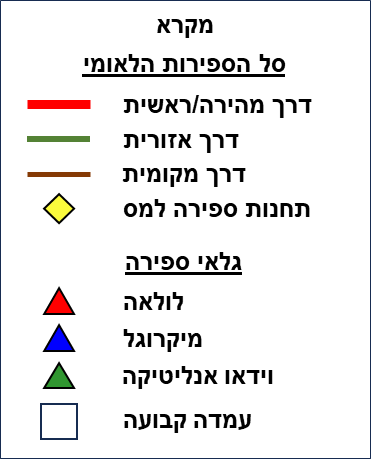 מקרא
סל הספירות הלאומי
דרך מהירה/ראשית
דרך אזורית
דרך מקומית
תחנות ספירה למס
גלאי ספירה
לולאה
מיקרוגל
וידאו אנליטיקה
עמדה קבועה